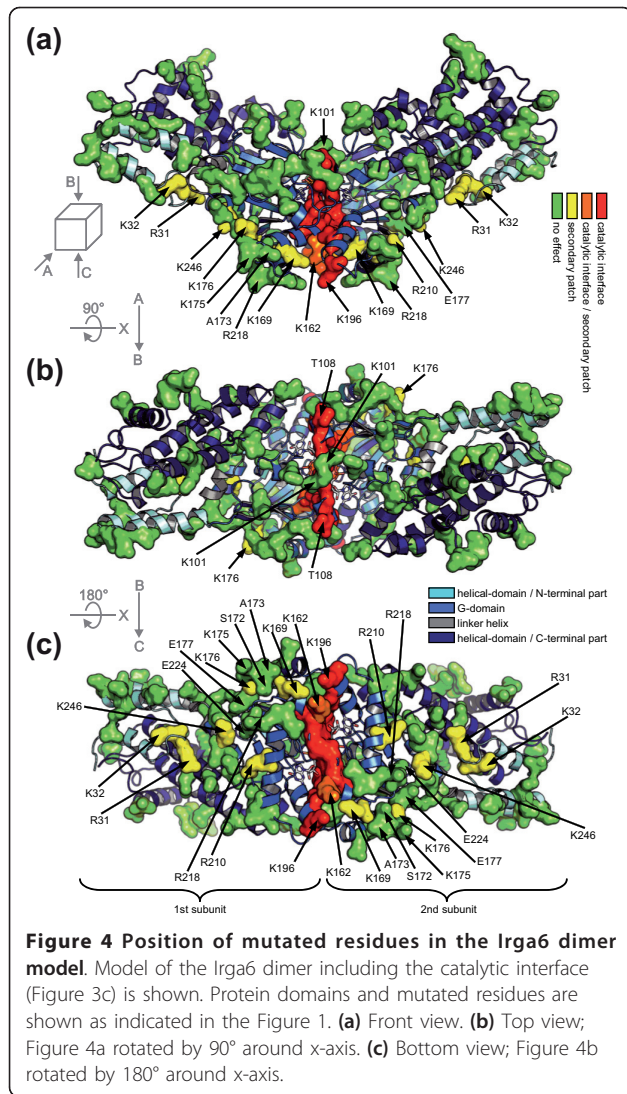 (a)
K101
B
A
C
K32
R31
K246
K176
K175
A173
R218
K169
K162
K196
K169
R218
R210
E177
K246
R31
K32
no effect
secondary patch
catalytic interface / secondary patch
catalytic interface
90°
X
A
B
(b)
T108
K101
K176
K101
K176
T108
180°
X
B
C
helical-domain / N-terminal part
G-domain
linker helix
helical-domain / C-terminal part
(c)
A173
S172
K175
K176
E177
E224
K246
K169
K162
K196
R210
R218
R31
K32
K32
R31
R218
R210
K196
K162
K169
A173
S172
K175
K176
E177
E224
K246
1st subunit
2nd subunit
Figure 4 Position of mutated residues in the Irga6 dimer
model. Model of the Irga6 dimer including the catalytic interface
(Figure 3c) is shown. Protein domains and mutated residues are
shown as indicated in the Figure 1. (a) Front view. (b) Top view;
Figure 4a rotated by 90° around x-axis. (c) Bottom view; Figure 4b
rotated by 180° around x-axis.